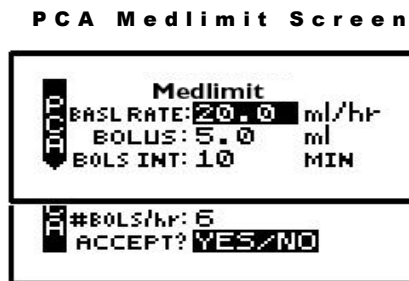 PCA Medlimit Screen
Medlimit
PCA
BASL RATE: 20.0 ml/hr
BOLUS: 5.0 ml
BOLS INT: 10 MIN
#BOLS/hr: 6
ACCEPT? YES/NO